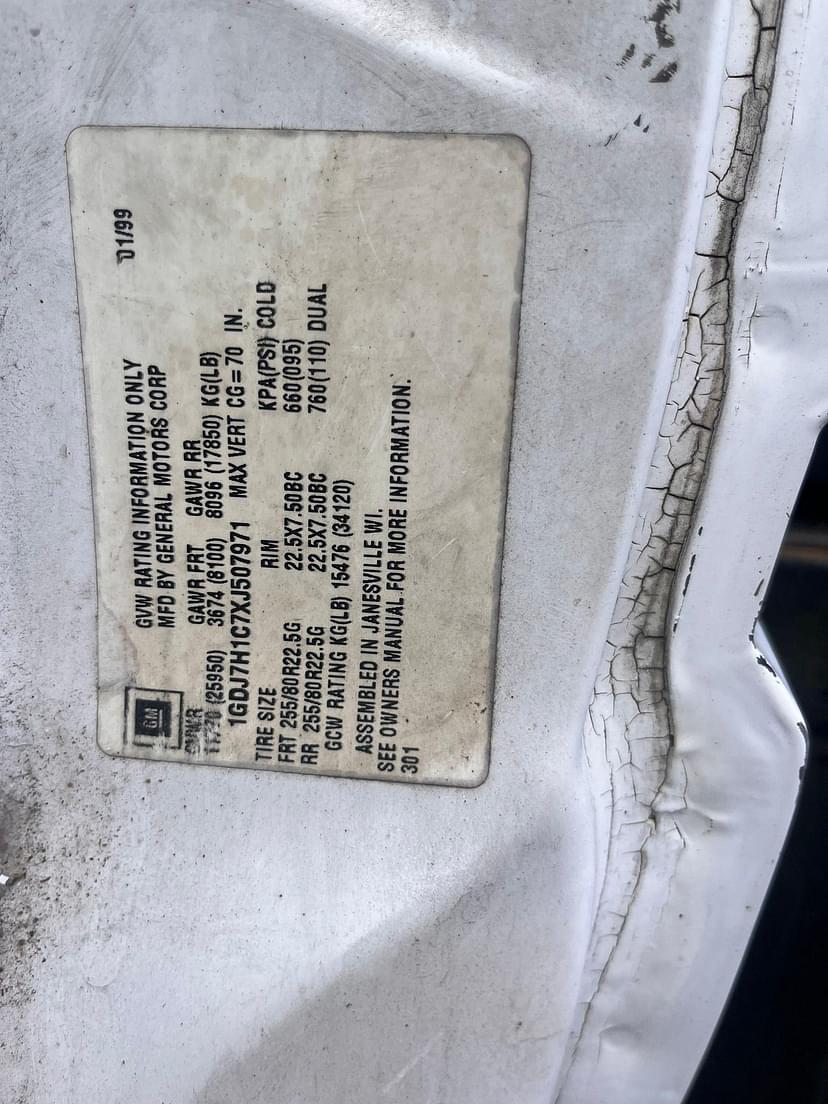 01/99
GVW RATING INFORMATION ONLY
MFD BY GENERAL MOTORS CORP
GM
GAWR FRT GAWR RR
(25950) 3674 (8100) 8096 (17850) KG(LB)
1GDJ7H1C7XJ507971 MAX VERT CG=70 IN.
TIRE SIZE RIM KPA(PSI) COLD
FRT 255/80R22.5G 22.5X7.50BC 660(095)
RR 255/80R22.5G 22.5X7.50BC 760(110) DUAL
GCW RATING KG(LB) 15476 (34120)
ASSEMBLED IN JANESVILLE WI.
SEE OWNERS MANUAL FOR MORE INFORMATION.
301